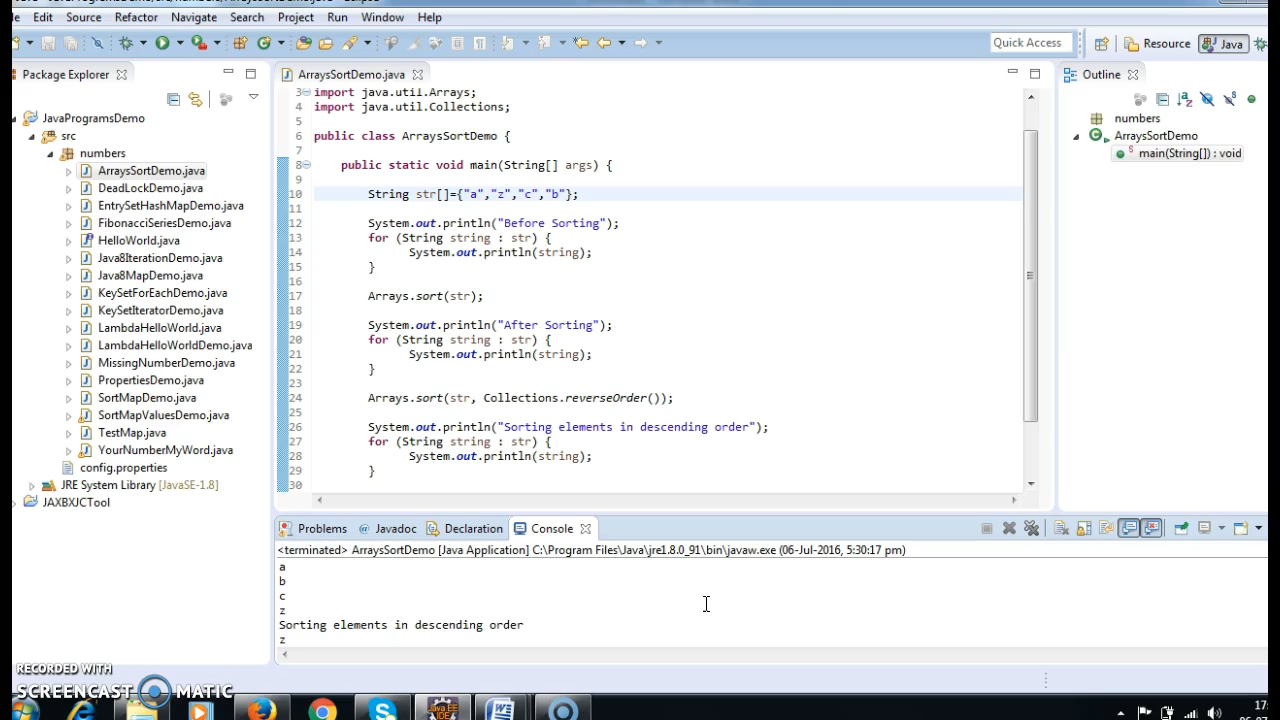 Edit Source Refactor Navigate Search Project Run Window Help
Quick Access Resource Java
Package Explorer
JavaProgramsDemo
src
numbers
ArraysSortDemo.java
DeadLockDemo.java
EntrySetHashMapDemo.java
FibonacciSeriesDemo.java
HelloWorld.java
Java8IterationDemo.java
Java8MapDemo.java
KeySetForEachDemo.java
KeySetIteratorDemo.java
LambdaHelloWorld.java
LambdaHelloWorldDemo.java
MissingNumberDemo.java
PropertiesDemo.java
SortMapDemo.java
SortMapValuesDemo.java
TestMap.java
YourNumberMyWord.java
config.properties
JRE System Library [JavaSE-1.8]
JAXBXJCTool
ArraysSortDemo.java
3 import java.util.Arrays;
4 import java.util.Collections;
5
6 public class ArraysSortDemo {
7
8 public static void main(String[] args) {
9
10 String str[]={"a","z","c","b"};
11
12 System.out.println("Before Sorting");
13 for (String string : str) {
14 System.out.println(string);
15 }
16
17 Arrays.sort(str);
18
19 System.out.println("After Sorting");
20 for (String string : str) {
21 System.out.println(string);
22 }
23
24 Arrays.sort(str, Collections.reverseOrder());
25
26 System.out.println("Sorting elements in descending order");
27 for (String string : str) {
28 System.out.println(string);
29 }
30
Outline
numbers
ArraysSortDemo
main(String[]) : void
Problems Javadoc Declaration Console
<terminated> ArraysSortDemo [Java Application] C:\Program Files\Java\jre1.8.0_91\bin\javaw.exe (06-Jul-2016, 5:30:17 pm)
a
b
c
z
Sorting elements in descending order
z
RECORDED WITH
SCREENCAST MATIC
Java EE
IDE